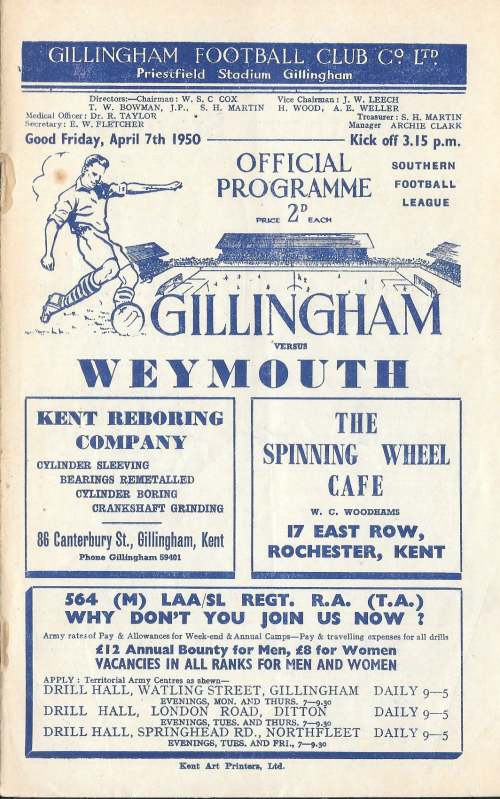 GILLINGHAM FOOTBALL CLUB Cº LTD.
Priestfield Stadium Gillingham
Directors:—Chairman: W. S. C COX Vice Chairman: J. W. LEECH
T. W. BOWMAN, J.P., S. H. MARTIN H. WOOD, A. E. WELLER
Medical Officer: Dr. R. TAYLOR Treasurer: S. H. MARTIN
Secretary: E. W. FLETCHER Manager ARCHIE CLARK
Good Friday, April 7th 1950 Kick off 3.15 p.m.
OFFICIAL
PROGRAMME
PRICE 2D EACH
SOUTHERN
FOOTBALL
LEAGUE
GILLINGHAM
VERSUS
WEYMOUTH
KENT REBORING
COMPANY
CYLINDER SLEEVING
BEARINGS REMETALLED
CYLINDER BORING
CRANKSHAFT GRINDING
86 Canterbury St., Gillingham, Kent
Phone Gillingham 59401
THE
SPINNING WHEEL
CAFE
W. C. WOODHAMS
17 EAST ROW,
ROCHESTER, KENT
564 (M) LAA/SL REGT. R.A. (T.A.)
WHY DON'T YOU JOIN US NOW ?
Army rates of Pay & Allowances for Week-end & Annual Camps—Pay & travelling expenses for all drills
£12 Annual Bounty for Men, £8 for Women
VACANCIES IN ALL RANKS FOR MEN AND WOMEN
APPLY : Territorial Army Centres as shewn—
DRILL HALL, WATLING STREET, GILLINGHAM DAILY 9—5
EVENINGS, MON. AND THURS. 7—9.30
DRILL HALL, LONDON ROAD, DITTON DAILY 9—5
EVENINGS, TUES. AND THURS. 7—9.30
DRILL HALL, SPRINGHEAD RD., NORTHFLEET DAILY 9—5
EVENINGS, TUES. AND FRI., 7—9.30
Kent Art Printers, Ltd.